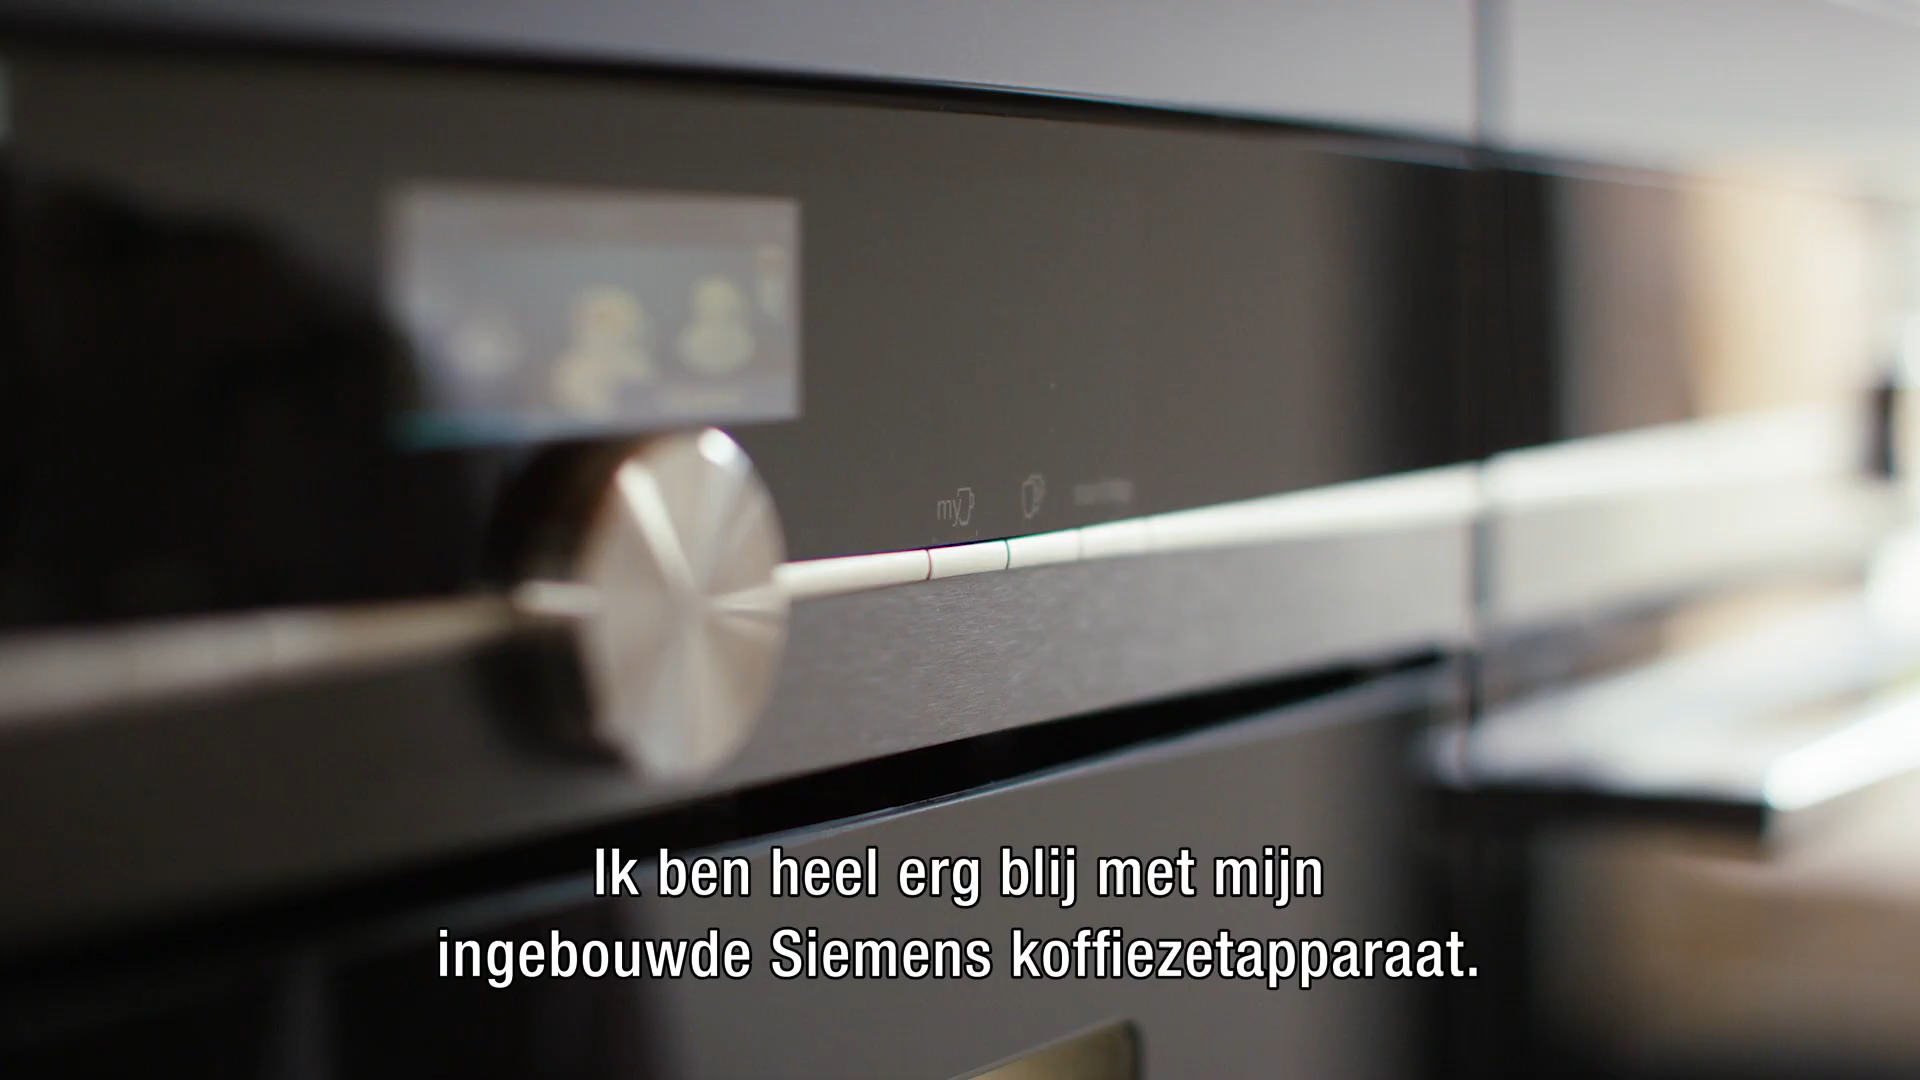 my
Ik ben heel erg blij met mijn
ingebouwde Siemens koffiezetapparaat.